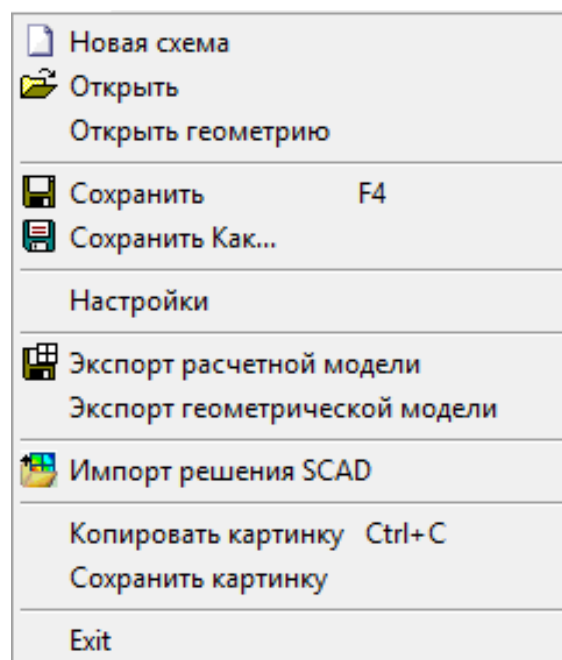 Новая схема
Открыть
Открыть геометрию
Сохранить F4
Сохранить Как...
Настройки
Экспорт расчетной модели
Экспорт геометрической модели
Импорт решения SCAD
Копировать картинку Ctrl+C
Сохранить картинку
Exit